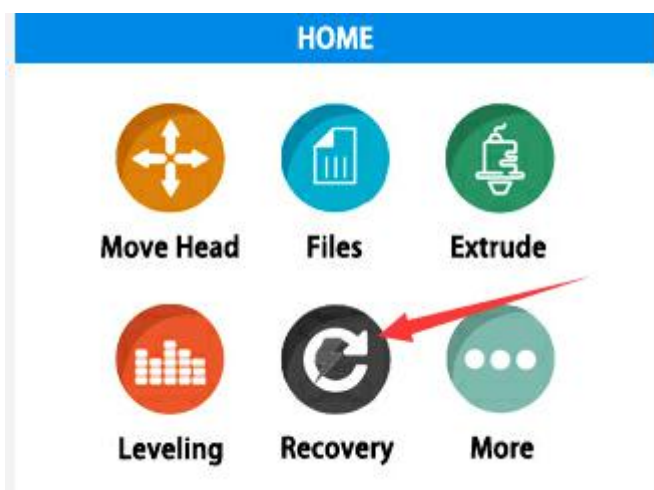 HOME
Move Head
Files
Extrude
Leveling
Recovery
More